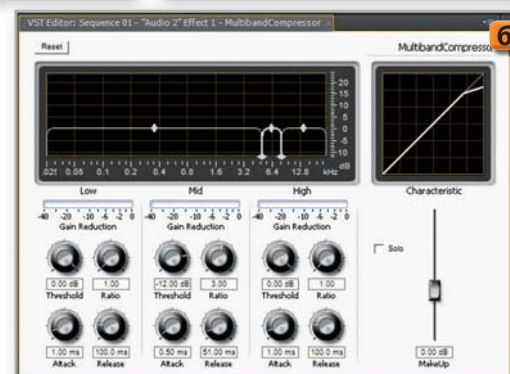 VST Editor: Sequence 01 - "Audio 2" Effect 1 - MultibandCompressor
6
Reset
MultibandCompressor
20
15
10
5
0
-5
-10
dB
.025 0.05 0.1 0.2 0.4 0.8 1.6 3.2 6.4 12.8 kHz
Characteristic
Low Mid High
-40 -20 -10 -6 -2 0 -40 -20 -10 -6 -2 0 -40 -20 -10 -6 -2 0
Gain Reduction Gain Reduction Gain Reduction
Solo
0.00 dB 1.00 -12.00 dB 3.00 0.00 dB 1.00
Threshold Ratio Threshold Ratio Threshold Ratio
1.00 ms 100.0 ms 0.50 ms 51.00 ms 1.00 ms 100.0 ms 0.00 dB
Attack Release Attack Release Attack Release MakeUp